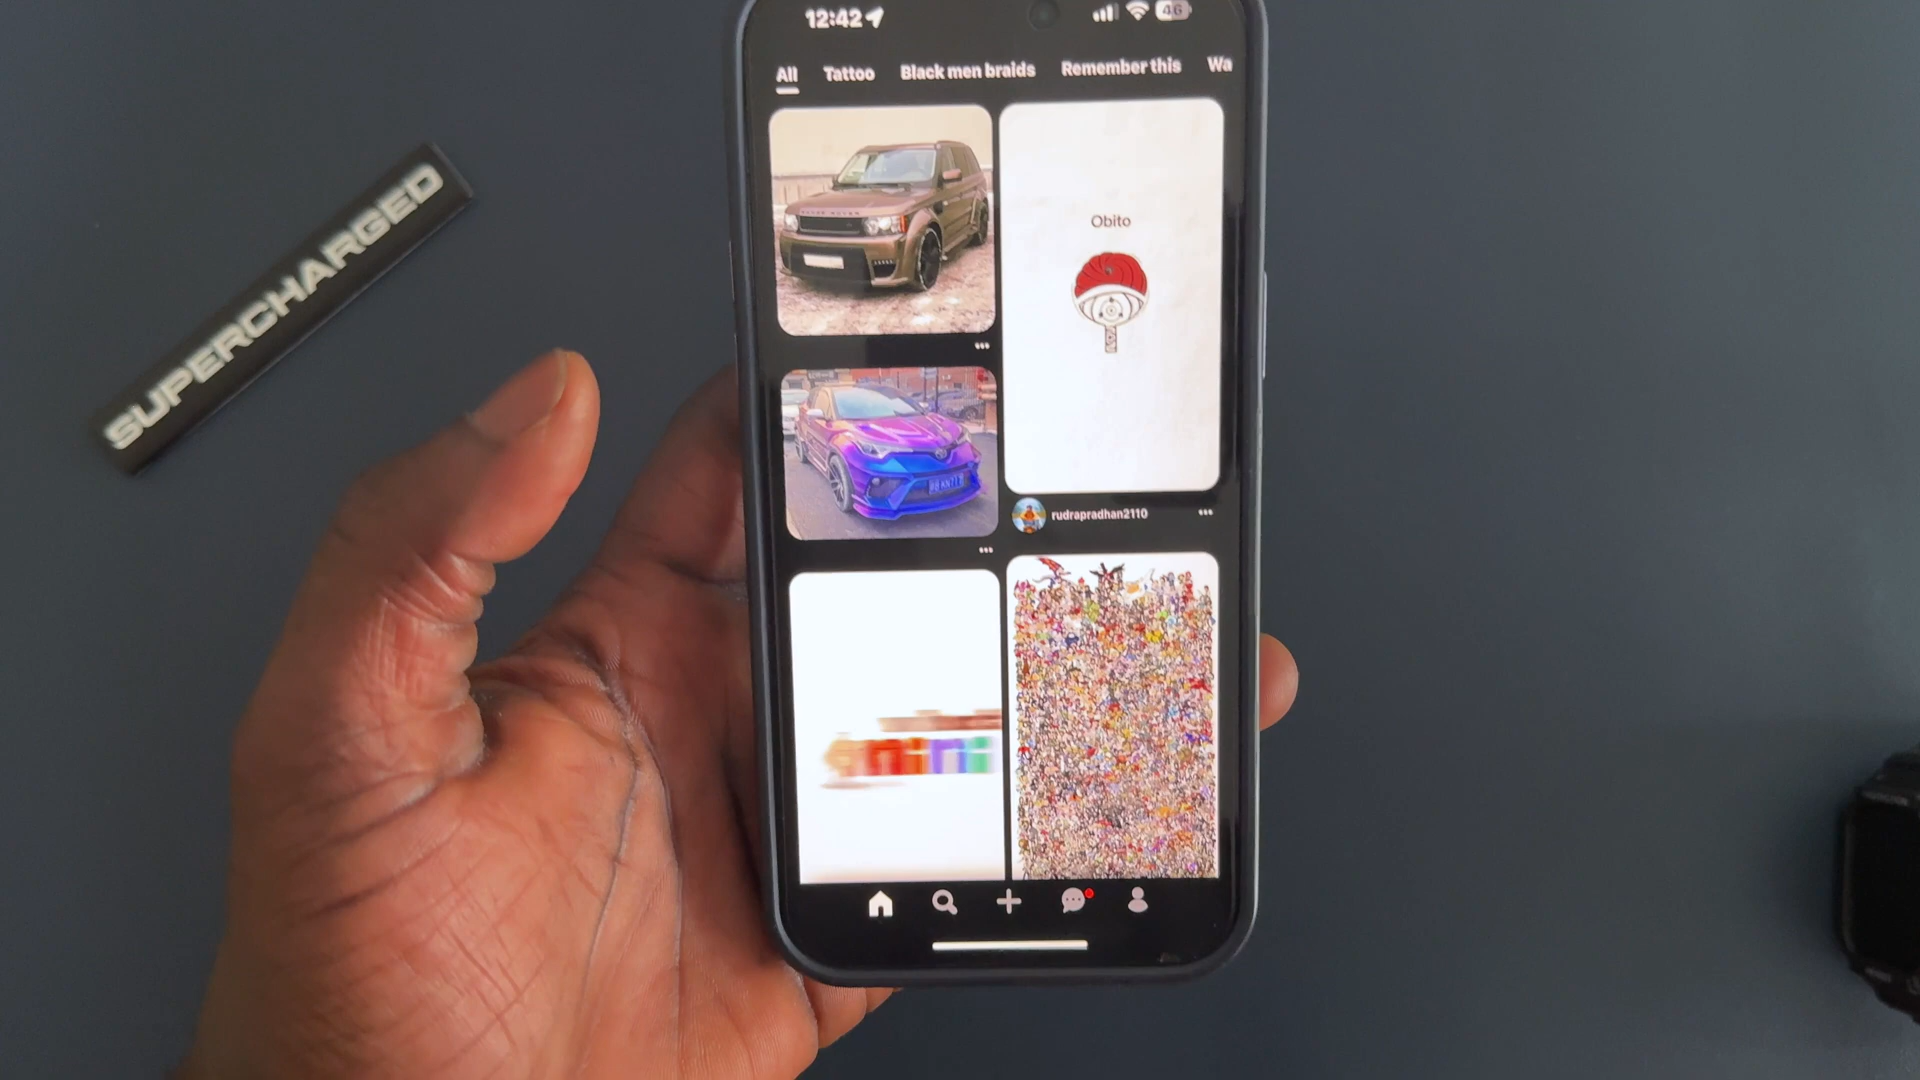 12:42
46
All Tattoo Black men braids Remember this Wa
SUPERCHARGED
Obito
rudrapradhan2110